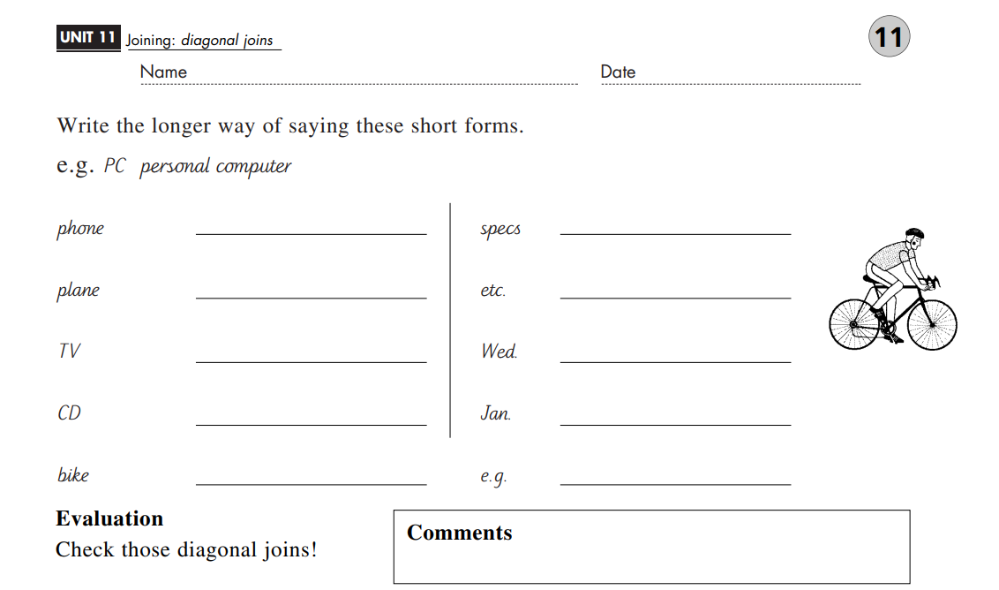 UNIT 11 Joining: diagonal joins
11
Name Date
Write the longer way of saying these short forms.
e.g. PC personal computer
phone specs
plane etc.
TV Wed.
CD Jan.
bike e.g.
Evaluation
Check those diagonal joins!
Comments